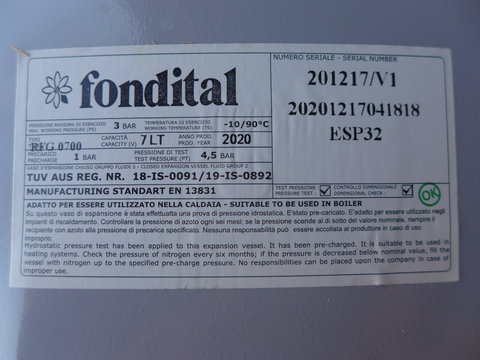 fondital
NUMERO SERIALE - SERIAL NUMBER
201217/V1
20201217041818
ESP32
PRESSIONE MASSIMA DI ESERCIZIO
MAX. WORKING PRESSURE (PS)
3 BAR
TEMPERATURA DI ESERCIZIO
WORKING TEMPERATURE (TS)
-10/90°C
TIPO
RFG 0700
CAPACITÀ (V)
CAPACITY (V)
7 LT
ANNO PROD.
PROD. YEAR
2020
PRECARICO
PRECHARGE
1 BAR
PRESSIONE DI TEST
TEST PRESSURE (PT)
4,5 BAR
VASO D'ESPANSIONE CHIUSO GRUPPO FLUIDI 2 - CLOSED EXPANSION VESSEL FLUID GROUP 2
TUV AUS REG. NR. 18-IS-0091/19-IS-0892
MANUFACTURING STANDART EN 13831
TEST PRESSIONE
TEST PRESSURE
CONTROLLO DIMENSIONALE
DIMENSIONAL CHECK
OK
ADATTO PER ESSERE UTILIZZATO NELLA CALDAIA - SUITABLE TO BE USED IN BOILER
Su questo vaso di espansione è stata effettuata una prova di pressione idrostatica. E' stato pre-caricato. E'adatto per essere utilizzato negli
impianti di riscaldamento. Controllare la pressione di azoto ogni sei mesi; se la pressione scende al di sotto del valore nominale, riempire il
recipiente con azoto fino alla pressione di precarica specificato. Nessuna responsabilità può essere accollata al produttore in caso di uso
improprio.
Hydrostatic pressure test has been applied to this expansion vessel. It has been pre-charged. It is suitable to be used in
heating systems. Check the pressure of nitrogen every six months; if the pressure is decreased below nominal value, fill the
vessel with nitrogen up to the specified pre-charge pressure. No responsibilities can be placed on the company in case of
improper use.